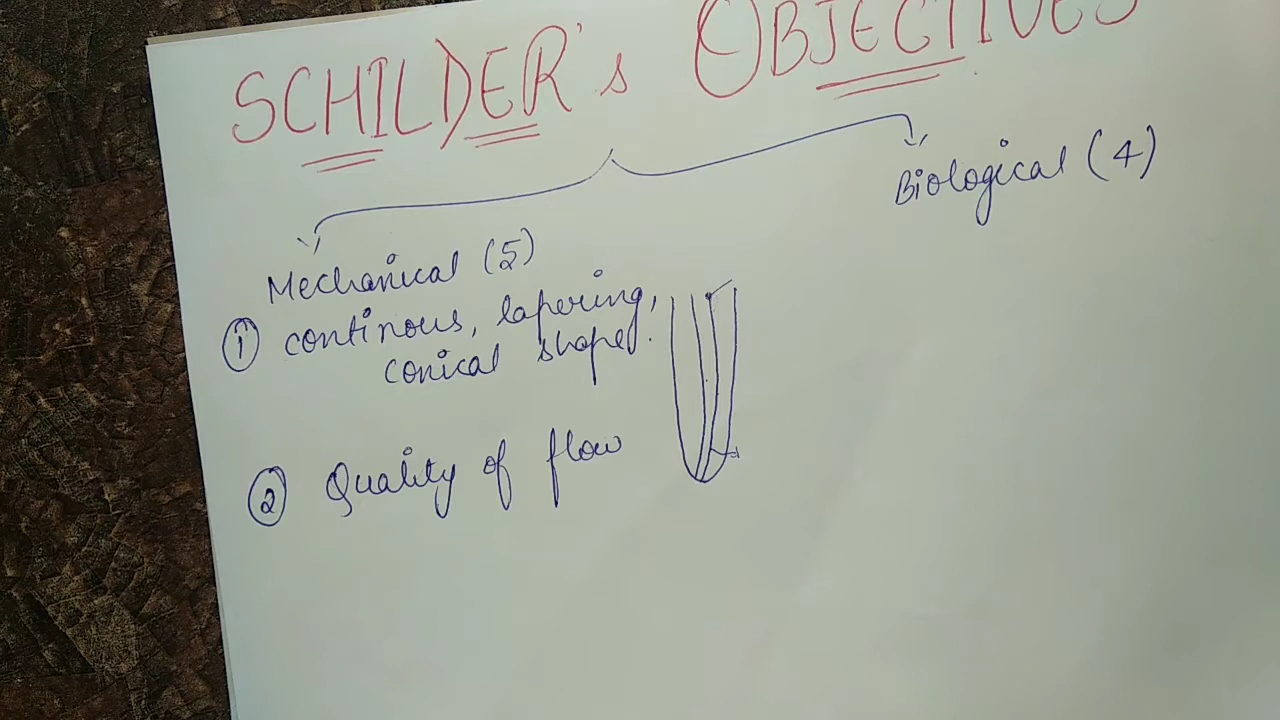 SCHILDER's OBJECTIVES
Biological (4)
Mechanical (5)
① continous, tapering,
conical shape.
② Quality of flow